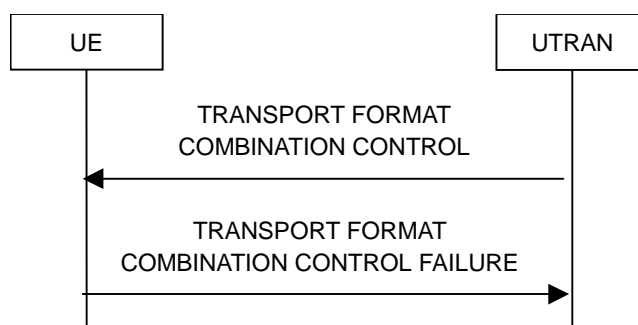 UE
UTRAN
TRANSPORT FORMAT
COMBINATION CONTROL
TRANSPORT FORMAT
COMBINATION CONTROL FAILURE